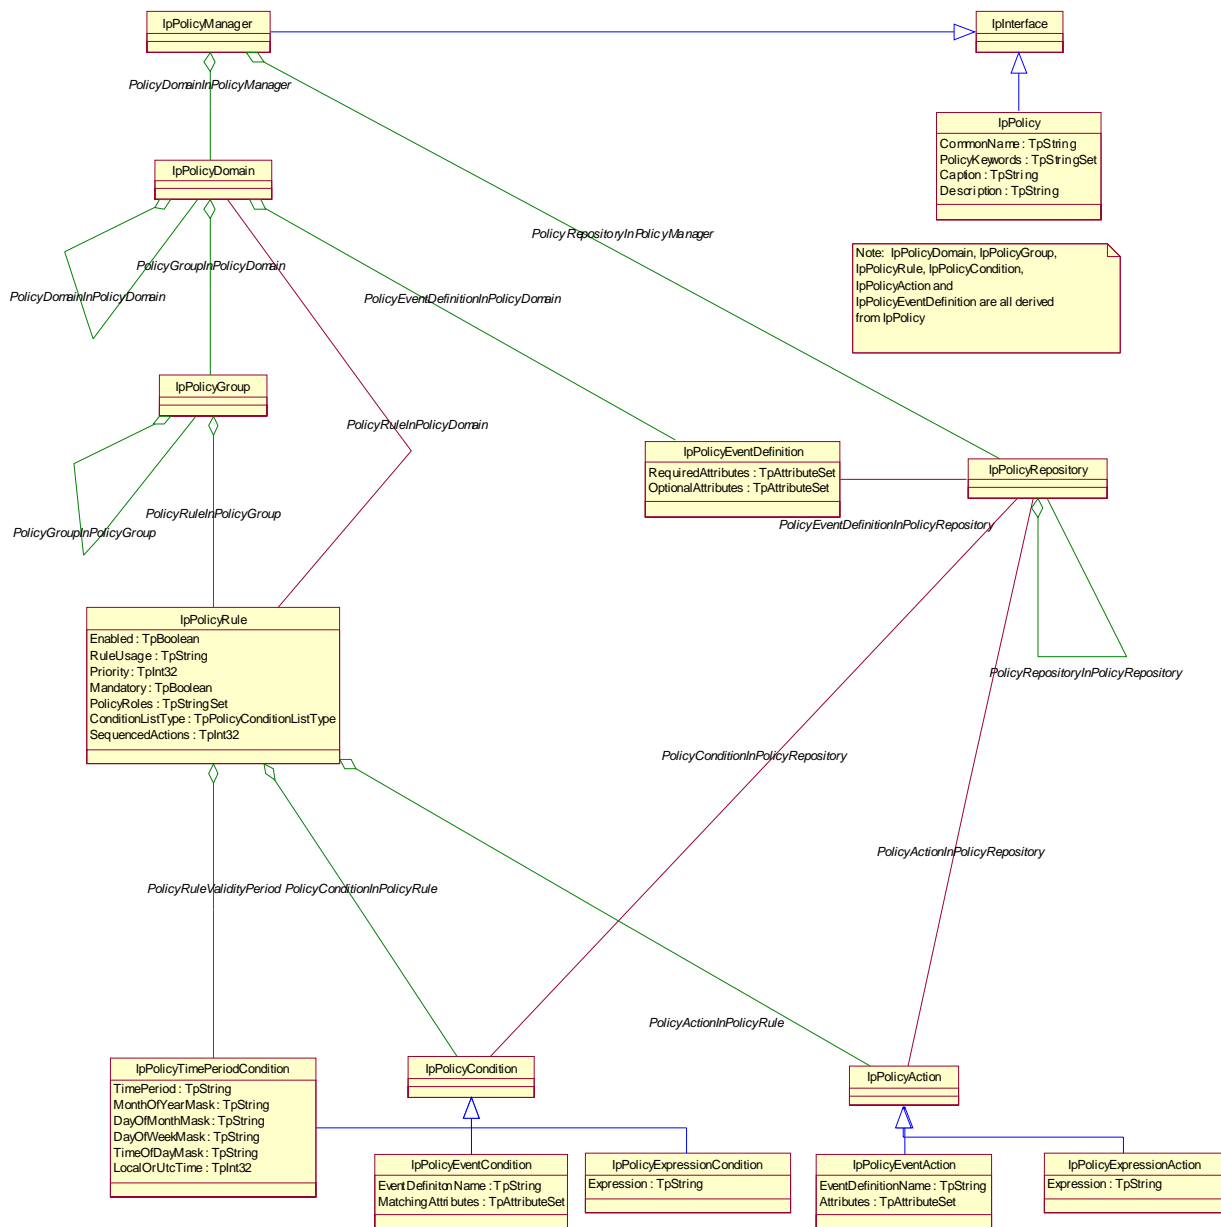 IpPolicyManager
IpInterface
PolicyDomainInPolicyManager
IpPolicy
CommonName : TpString
PolicyKeywords : TpStringSet
Caption : TpString
Description : TpString
IpPolicyDomain
PolicyRepositoryInPolicyManager
Note: IpPolicyDomain, IpPolicyGroup,
IpPolicyRule, IpPolicyCondition,
IpPolicyAction and
IpPolicyEventDefinition are all derived
from IpPolicy
PolicyGroupInPolicyDomain
PolicyDomainInPolicyDomain
PolicyEventDefinitionInPolicyDomain
IpPolicyGroup
PolicyRuleInPolicyDomain
IpPolicyEventDefinition
RequiredAttributes : TpAttributeSet
OptionalAttributes : TpAttributeSet
IpPolicyRepository
PolicyRuleInPolicyGroup
PolicyGroupInPolicyGroup
PolicyEventDefinitionInPolicyRepository
IpPolicyRule
Enabled : TpBoolean
RuleUsage : TpString
Priority : TpInt32
Mandatory : TpBoolean
PolicyRoles : TpStringSet
ConditionListType : TpPolicyConditionListType
SequencedActions : TpInt32
PolicyRepositoryInPolicyRepository
PolicyConditionInPolicyRepository
PolicyActionInPolicyRepository
PolicyRuleValidityPeriod
PolicyConditionInPolicyRule
PolicyActionInPolicyRule
IpPolicyTimePeriodCondition
TimePeriod : TpString
MonthOfYearMask : TpString
DayOfMonthMask : TpString
DayOfWeekMask : TpString
TimeOfDayMask : TpString
LocalOrUtcTime : TpInt32
IpPolicyCondition
IpPolicyAction
IpPolicyEventCondition
EventDefinitonName : TpString
MatchingAttributes : TpAttributeSet
IpPolicyExpressionCondition
Expression : TpString
IpPolicyEventAction
EventDefinitionName : TpString
Attributes : TpAttributeSet
IpPolicyExpressionAction
Expression : TpString